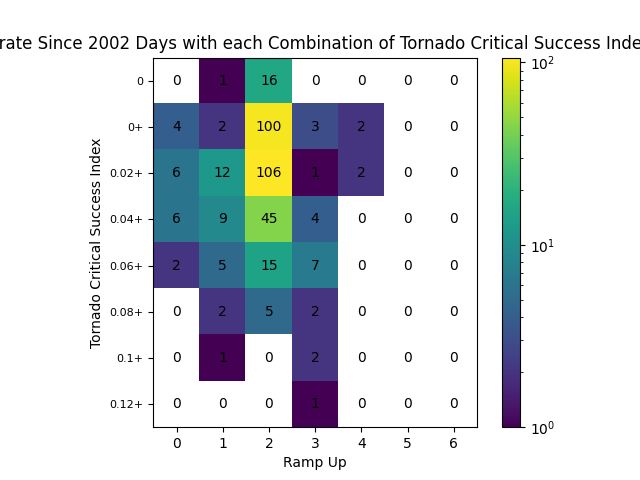 rate Since 2002 Days with each Combination of Tornado Critical Success Inde
Tornado Critical Success Index
0 0 1 16 0 0 0 0
0+ 4 2 100 3 2 0 0
0.02+ 6 12 106 1 2 0 0
0.04+ 6 9 45 4 0 0 0
0.06+ 2 5 15 7 0 0 0
0.08+ 0 2 5 2 0 0 0
0.1+ 0 1 0 2 0 0 0
0.12+ 0 0 0 1 0 0 0
0 1 2 3 4 5 6
Ramp Up
10²
10¹
10⁰